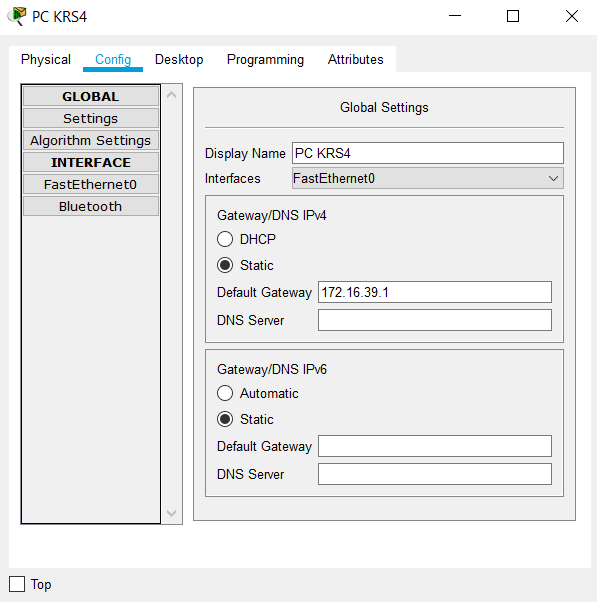 PC KRS4
Physical Config Desktop Programming Attributes
GLOBAL
Settings
Algorithm Settings
INTERFACE
FastEthernet0
Bluetooth
Global Settings
Display Name PC KRS4
Interfaces FastEthernet0
Gateway/DNS IPv4
DHCP
Static
Default Gateway 172.16.39.1
DNS Server
Gateway/DNS IPv6
Automatic
Static
Default Gateway
DNS Server
Top